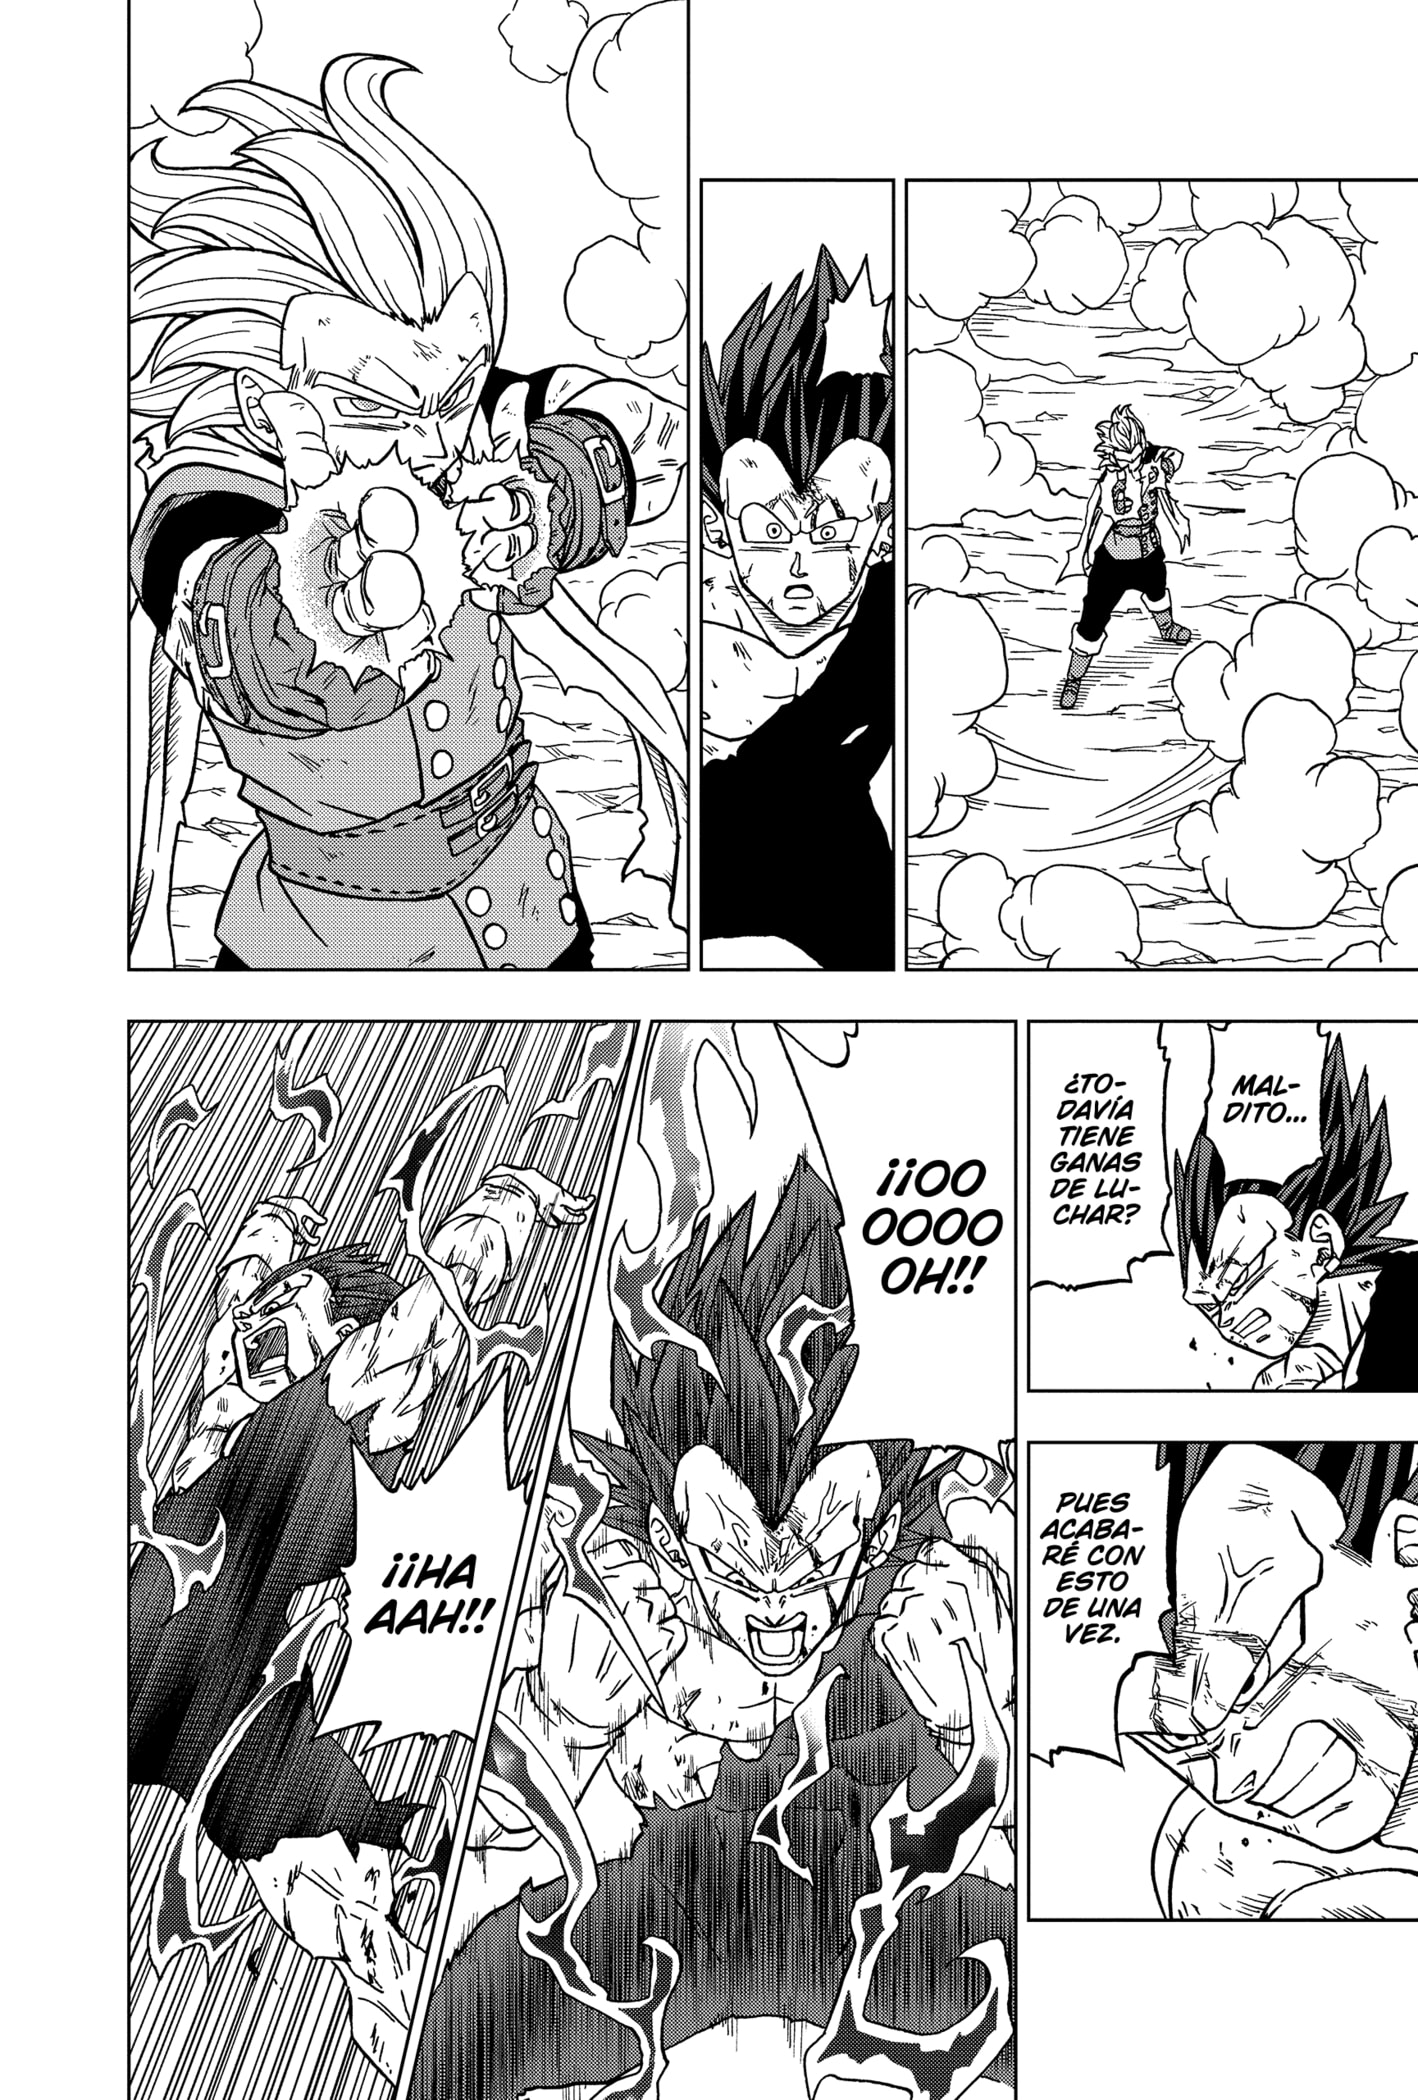 MAL-
DITO...
¿TO-
DAVÍA
TIENE
GANAS
DE LU-
CHAR?
PUES
ACABA-
RÉ CON
ESTO
DE UNA
VEZ.
¡¡OO
OOOO
OH!!
¡¡HA
AAH!!